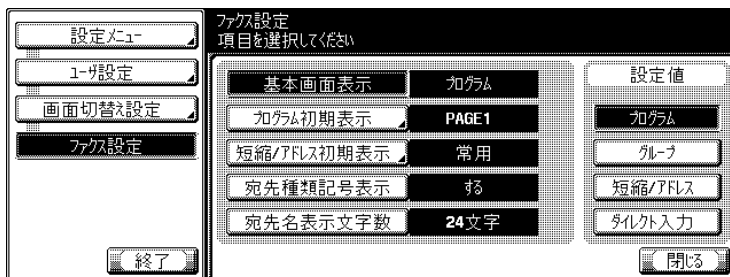 設定メニュー
ユーザ設定
画面切替え設定
ファクス設定
終了
ファクス設定
項目を選択してください
基本画面表示 プログラム
プログラム初期表示 PAGE1
短縮/アドレス初期表示 常用
宛先種類記号表示 する
宛先名表示文字数 24文字
設定値
プログラム
グループ
短縮/アドレス
ダイレクト入力
閉じる